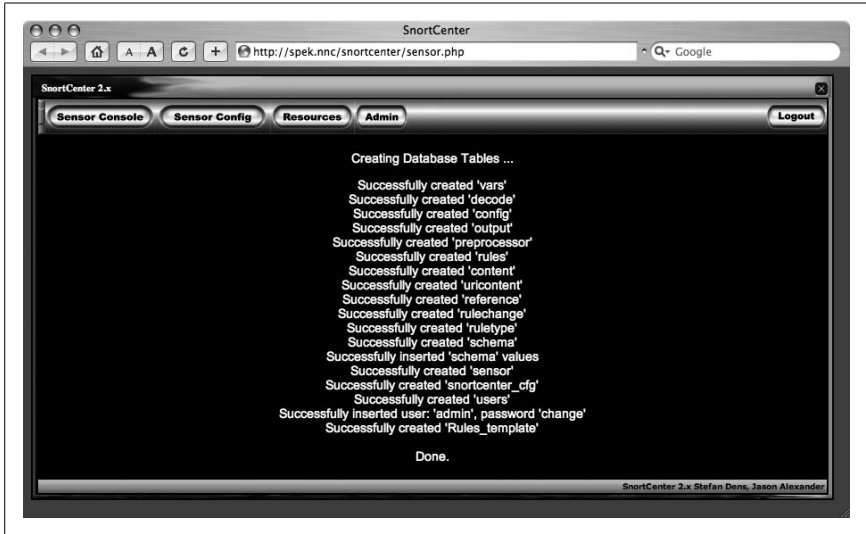 SnortCenter
A A
http://spek.nnc/snortcenter/sensor.php
Google
SnortCenter 2.x
Sensor Console Sensor Config Resources Admin Logout
Creating Database Tables ...
Successfully created 'vars'
Successfully created 'decode'
Successfully created 'config'
Successfully created 'output'
Successfully created 'preprocessor'
Successfully created 'rules'
Successfully created 'content'
Successfully created 'uricontent'
Successfully created 'reference'
Successfully created 'rulechange'
Successfully created 'ruletype'
Successfully created 'schema'
Successfully inserted 'schema' values
Successfully created 'sensor'
Successfully created 'snortcenter_cfg'
Successfully created 'users'
Successfully inserted user: 'admin', password 'change'
Successfully created 'Rules_template'
Done.
SnortCenter 2.x Stefan Dens, Jason Alexander